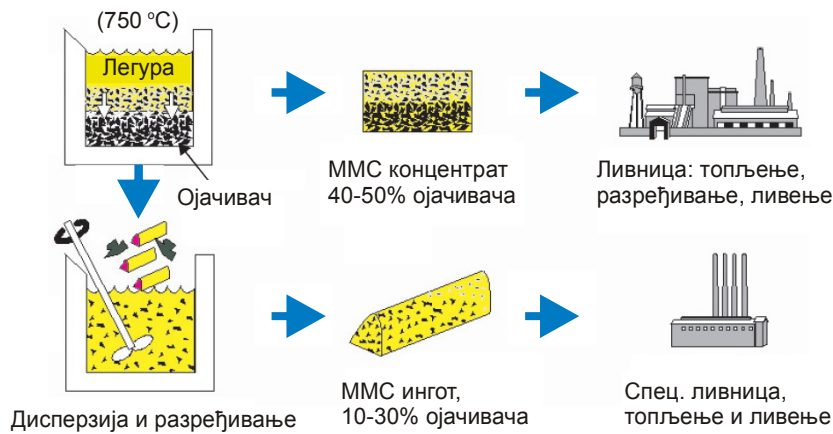 (750 °C)
Легура
Ојачивач
ММС концентрат
40-50% ојачивача
Ливница: топљење,
разређивање, ливење
Дисперзија и разређивање
ММС ингот,
10-30% ојачивача
Спец. ливница,
топљење и ливење